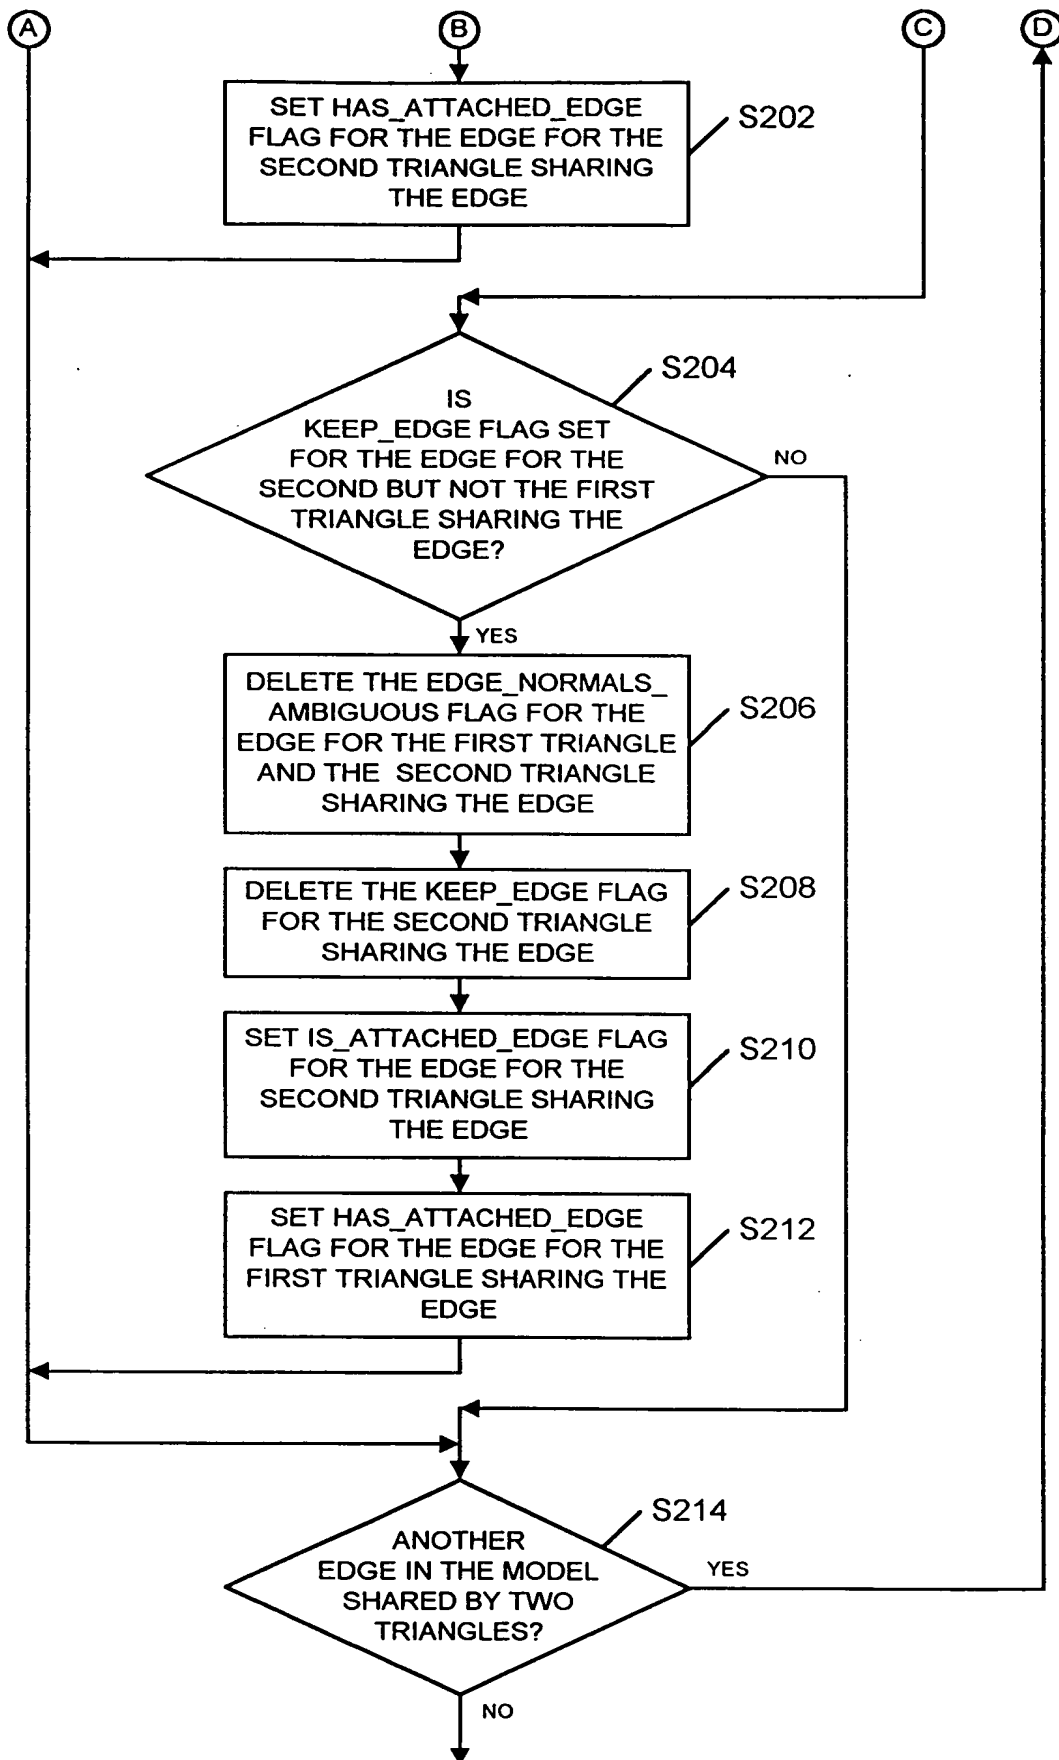 A
B
C
D
SET HAS_ATTACHED_EDGE
FLAG FOR THE EDGE FOR THE
SECOND TRIANGLE SHARING
THE EDGE
S202
S204
IS
KEEP_EDGE FLAG SET
FOR THE EDGE FOR THE
SECOND BUT NOT THE FIRST
TRIANGLE SHARING THE
EDGE?
NO
YES
DELETE THE EDGE_NORMALS_
AMBIGUOUS FLAG FOR THE
EDGE FOR THE FIRST TRIANGLE
AND THE SECOND TRIANGLE
SHARING THE EDGE
S206
DELETE THE KEEP_EDGE FLAG
FOR THE SECOND TRIANGLE
SHARING THE EDGE
S208
SET IS_ATTACHED_EDGE FLAG
FOR THE EDGE FOR THE
SECOND TRIANGLE SHARING
THE EDGE
S210
SET HAS_ATTACHED_EDGE
FLAG FOR THE EDGE FOR THE
FIRST TRIANGLE SHARING THE
EDGE
S212
S214
ANOTHER
EDGE IN THE MODEL
SHARED BY TWO
TRIANGLES?
YES
NO